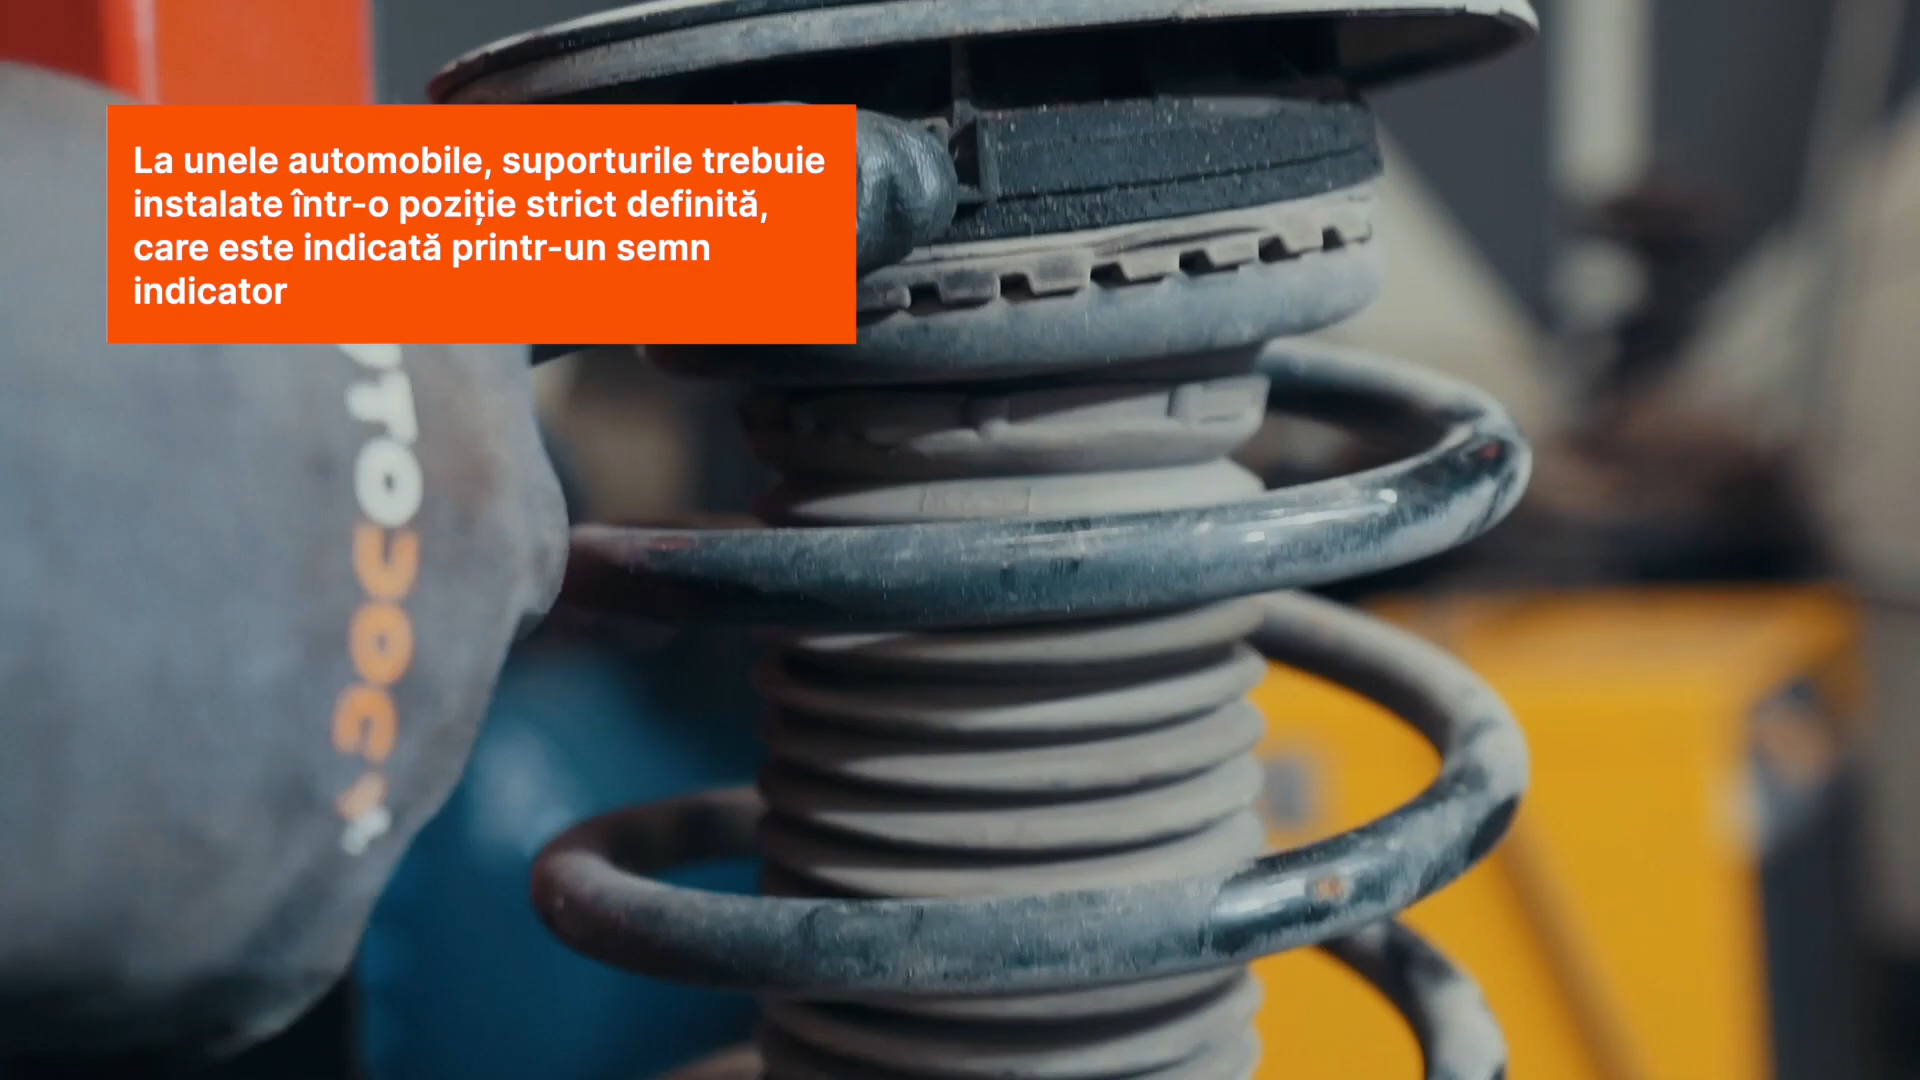 La unele automobile, suporturile trebuie
instalate într-o poziție strict definită,
care este indicată printr-un semn
indicator